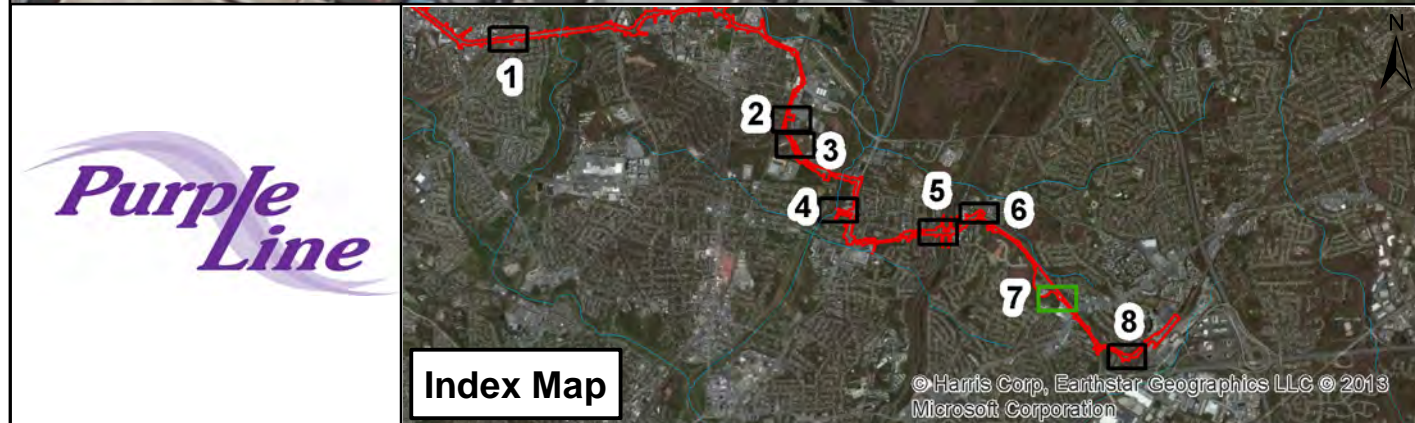 Purple
Line
N
1
2
3
4
5
6
7
8
Index Map
© Harris Corp, Earthstar Geographics LLC © 2013
Microsoft Corporation